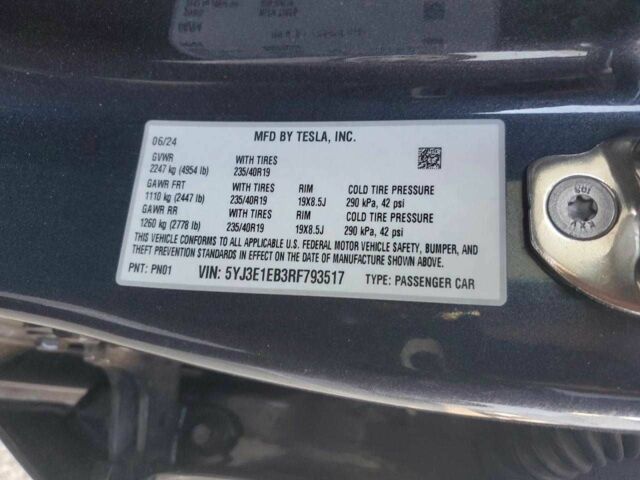 06/24 MFD BY TESLA, INC.
GVWR WITH TIRES
2247 kg (4954 lb) 235/40R19
GAWR FRT WITH TIRES RIM COLD TIRE PRESSURE
1110 kg (2447 lb) 235/40R19 19X8.5J 290 kPa, 42 psi
GAWR RR WITH TIRES RIM COLD TIRE PRESSURE
1260 kg (2778 lb) 235/40R19 19X8.5J 290 kPa, 42 psi
THIS VEHICLE CONFORMS TO ALL APPLICABLE U.S. FEDERAL MOTOR VEHICLE SAFETY, BUMPER, AND
THEFT PREVENTION STANDARDS IN EFFECT ON THE DATE OF MANUFACTURE SHOWN ABOVE.
PNT: PN01 VIN: 5YJ3E1EB3RF793517 TYPE: PASSENGER CAR